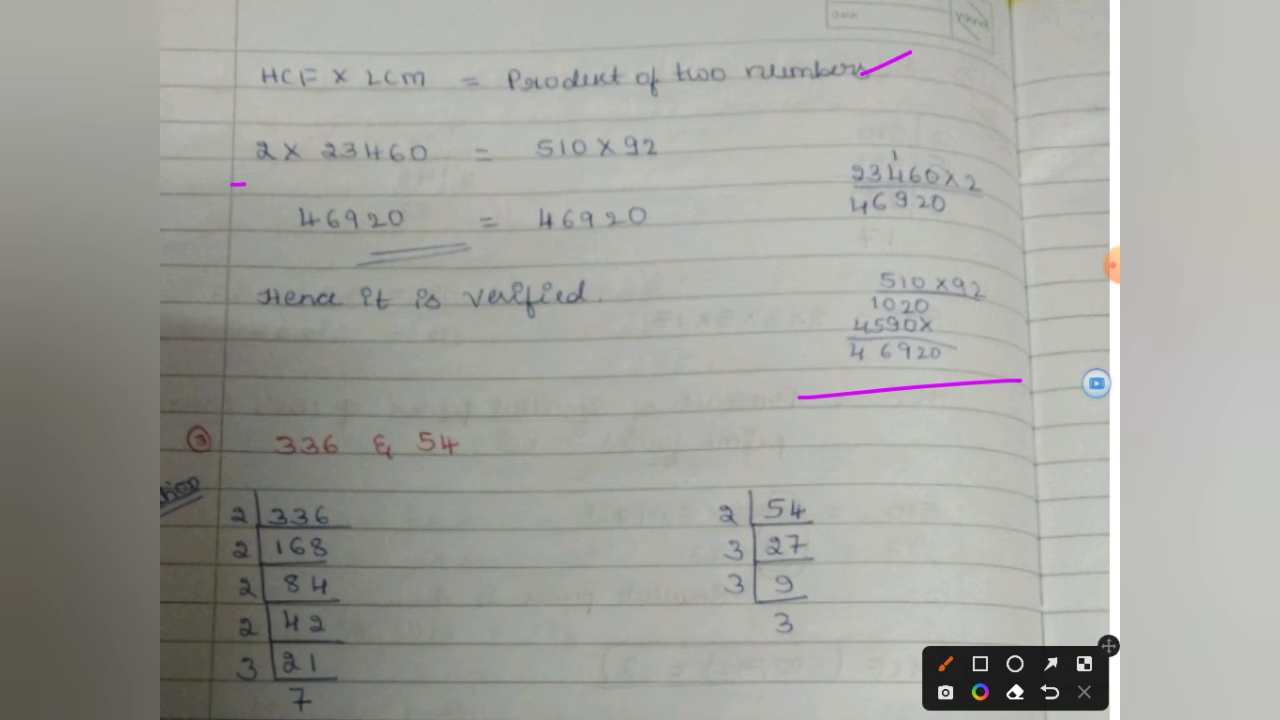 HCF X LCM = Product of two numbers
2 X 23460 = 510 X 92
46920 = 46920
Hence it is verified.
23460 X 2
46920
510 X 92
1020
4590X
46920
③ 336 & 54
2 | 336
2 | 168
2 | 84
2 | 42
3 | 21
7
2 | 54
3 | 27
3 | 9
3